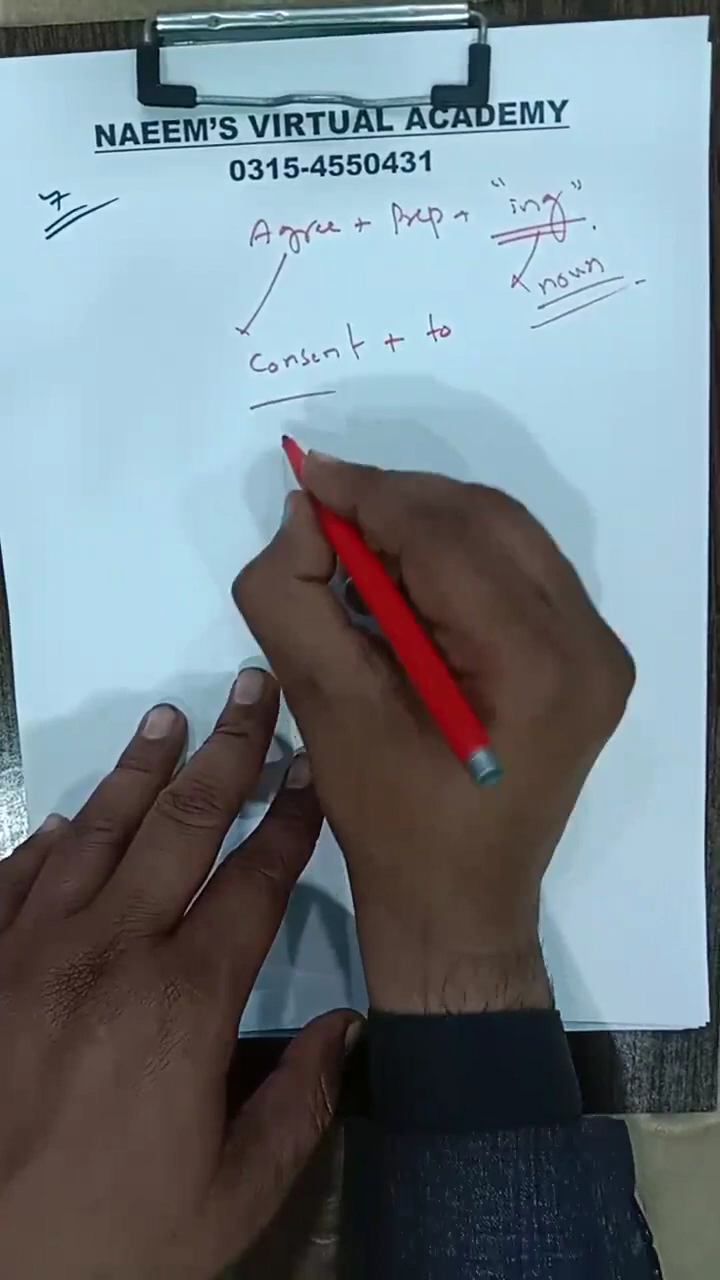 NAEEM'S VIRTUAL ACADEMY
0315-4550431
7
Agree + Prep + "ing".
noun
Consent + to